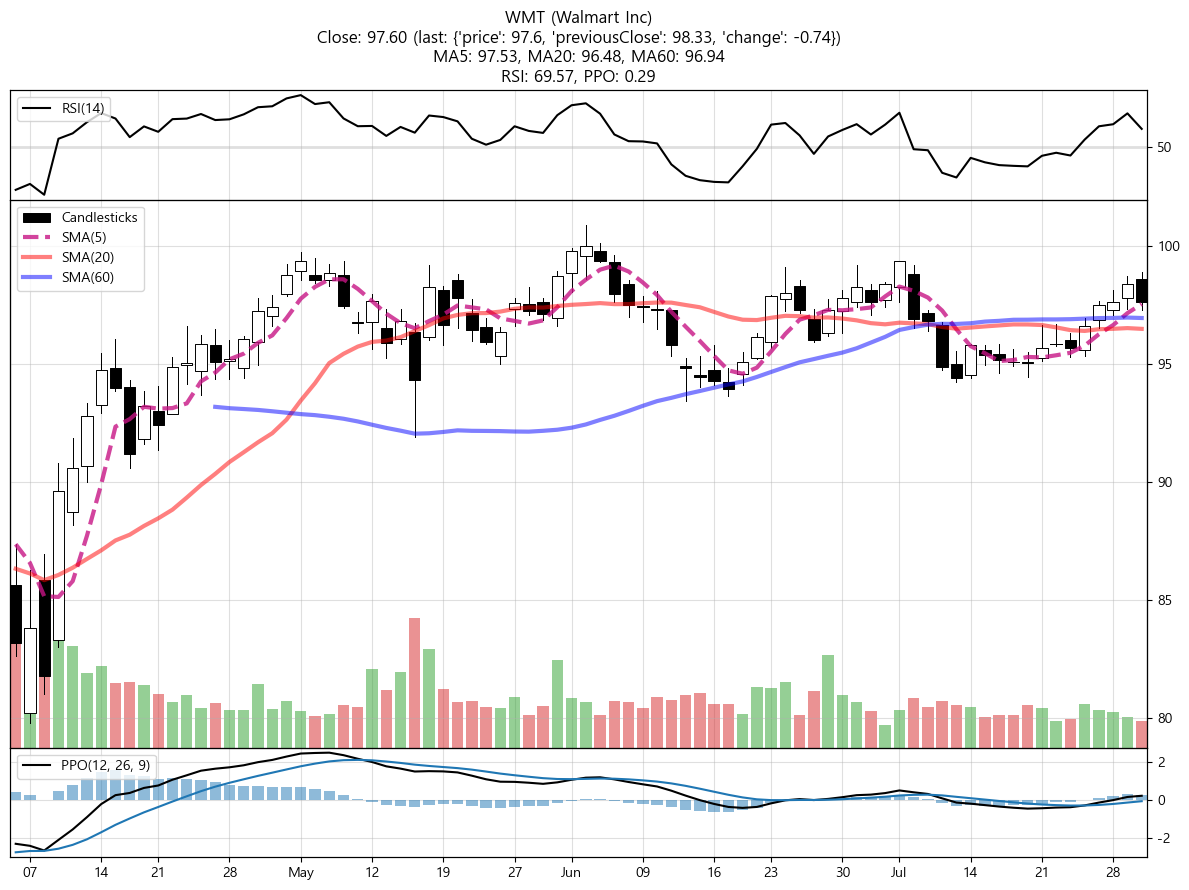 WMT (Walmart Inc)
Close: 97.60 (last: {'price': 97.6, 'previousClose': 98.33, 'change': -0.74})
MA5: 97.53, MA20: 96.48, MA60: 96.94
RSI: 69.57, PPO: 0.29
RSI(14)
50
Candlesticks
SMA(5)
SMA(20)
SMA(60)
100
95
90
85
80
PPO(12, 26, 9)
2
0
-2
07 14 21 28 May 12 19 27 Jun 09 16 23 30 Jul 14 21 28